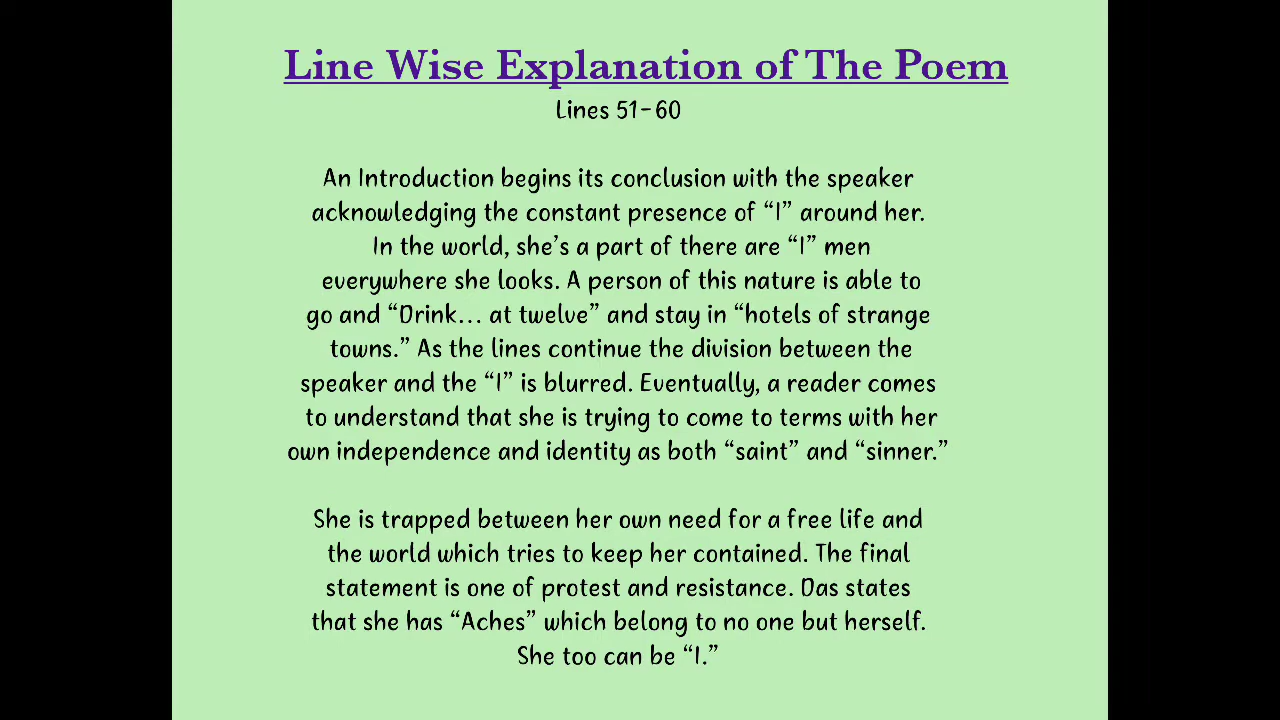 Line Wise Explanation of The Poem
Lines 51-60
An Introduction begins its conclusion with the speaker
acknowledging the constant presence of “I” around her.
In the world, she’s a part of there are “I” men
everywhere she looks. A person of this nature is able to
go and “Drink... at twelve” and stay in “hotels of strange
towns.” As the lines continue the division between the
speaker and the “I” is blurred. Eventually, a reader comes
to understand that she is trying to come to terms with her
own independence and identity as both “saint” and “sinner.”
She is trapped between her own need for a free life and
the world which tries to keep her contained. The final
statement is one of protest and resistance. Das states
that she has “Aches” which belong to no one but herself.
She too can be “I.”